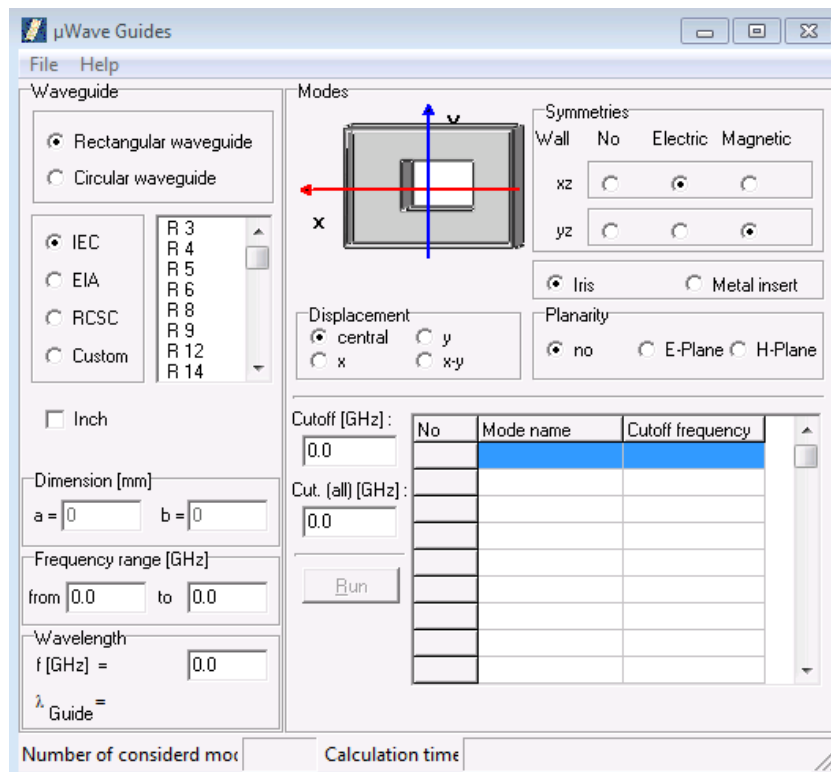 µWave Guides
File Help
Waveguide
Rectangular waveguide
Circular waveguide
IEC
EIA
RCSC
Custom
R 3
R 4
R 5
R 6
R 8
R 9
R 12
R 14
Inch
Dimension [mm]
a = 0 b = 0
Frequency range [GHz]
from 0.0 to 0.0
Wavelength
f [GHz] = 0.0
λ Guide =
Modes
y
x
Symmetries
Wall No Electric Magnetic
xz
yz
Iris Metal insert
Displacement
central y
x x-y
Planarity
no E-Plane H-Plane
Cutoff [GHz] :
0.0
Cut. (all) [GHz] :
0.0
Run
No Mode name Cutoff frequency
Number of considerd mo Calculation time